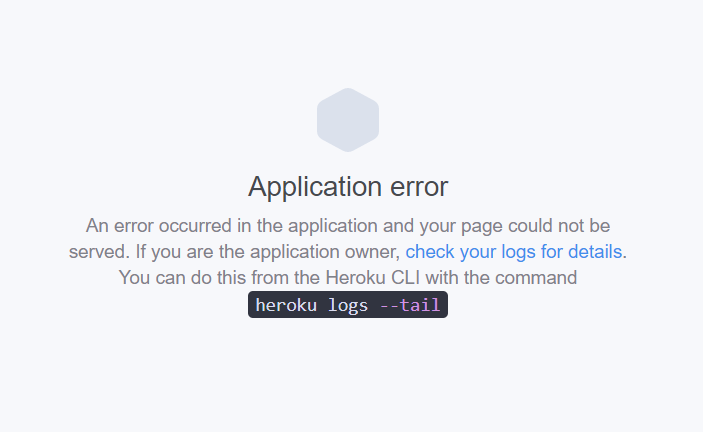 Application error
An error occurred in the application and your page could not be
served. If you are the application owner, check your logs for details.
You can do this from the Heroku CLI with the command
heroku logs --tail